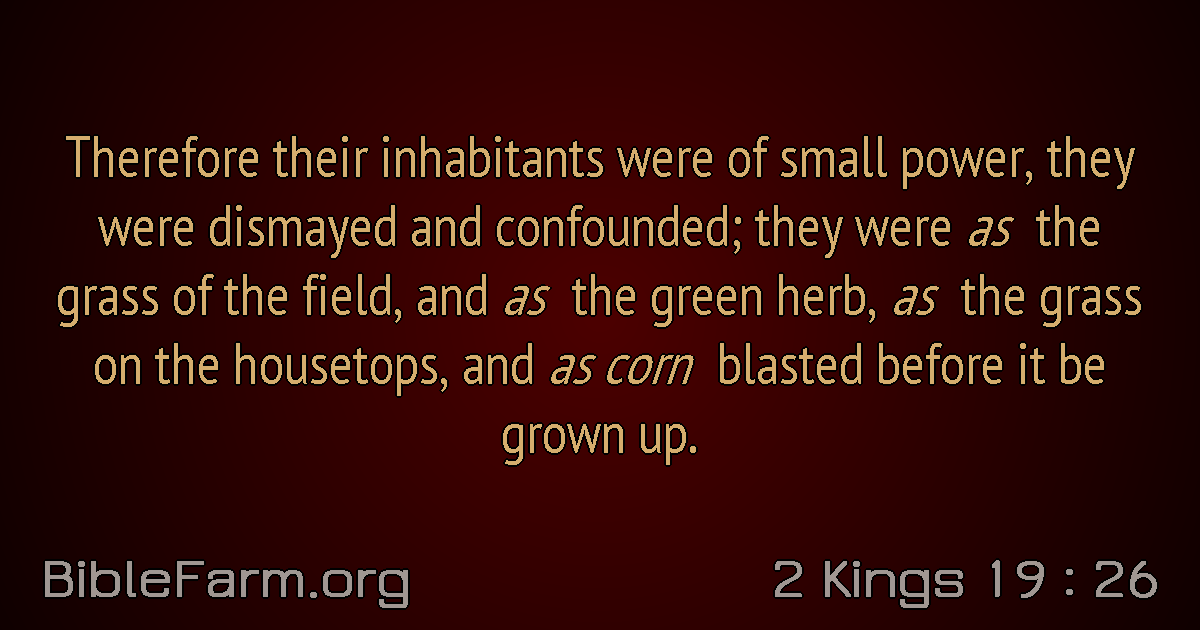 Therefore their inhabitants were of small power, they
were dismayed and confounded; they were as the
grass of the field, and as the green herb, as the grass
on the housetops, and as corn blasted before it be
grown up.
BibleFarm.org
2 Kings 19 : 26